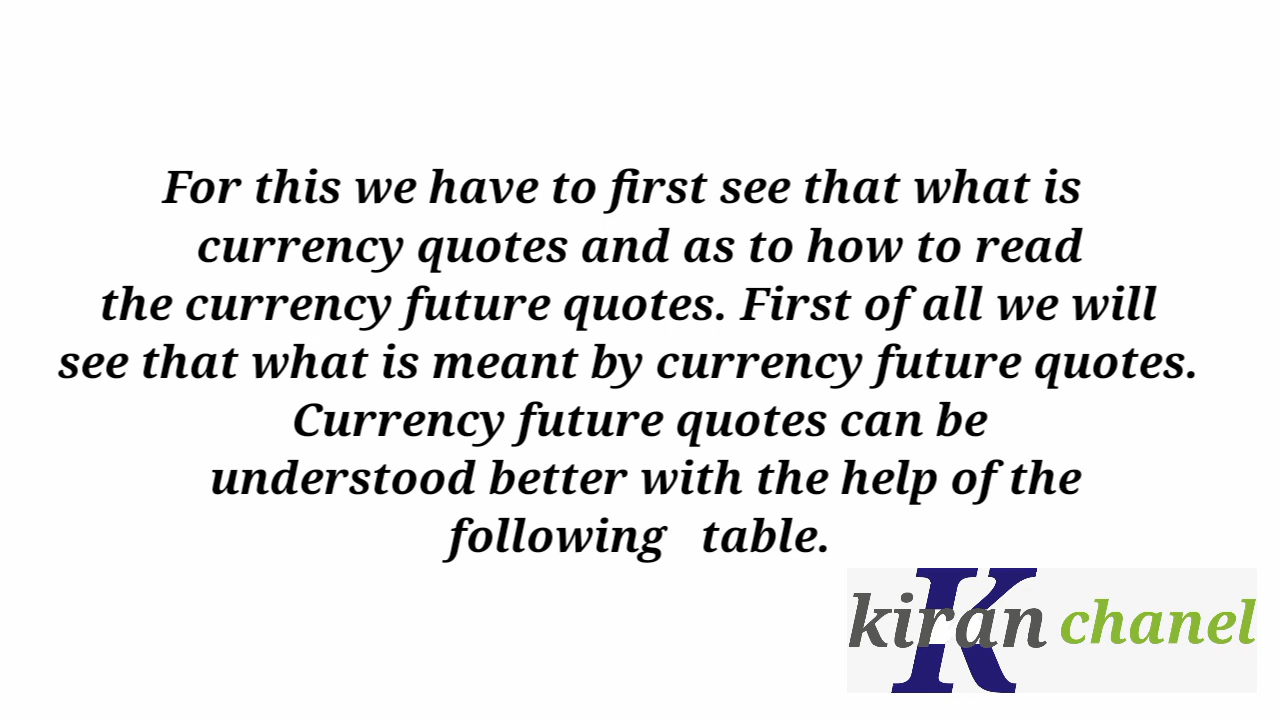 For this we have to first see that what is
currency quotes and as to how to read
the currency future quotes. First of all we will
see that what is meant by currency future quotes.
Currency future quotes can be
understood better with the help of the
following table.
kiran chanel
K